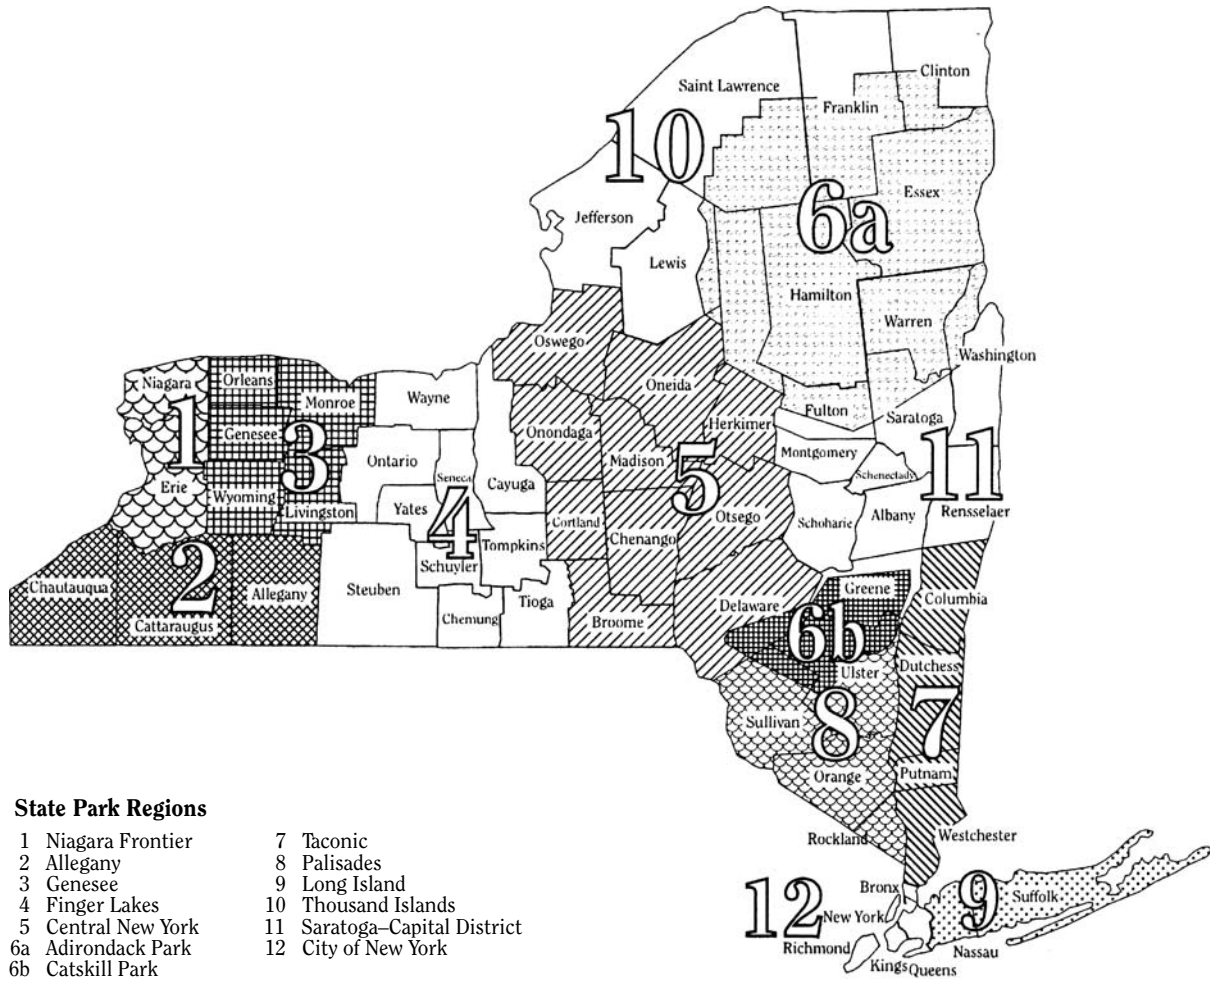 Clinton
Saint Lawrence
Franklin
10
Essex
6a
Jefferson
Lewis
Hamilton
Warren
Oswego
Washington
Niagara
Orleans
Oneida
Monroe
Wayne
Fulton
Saratoga
1
Genesee
3
Onondaga
Herkimer
Madison
Montgomery
11
Ontario
5
Schenectady
Seneca
Erie
Wyoming
Cayuga
Livingston
Yates
4
Cortland
Otsego
Schoharie
Albany
Rensselaer
Chenango
Tompkins
2
Schuyler
Chautauqua
Allegany
Steuben
Greene
Tioga
Delaware
Columbia
Cattaraugus
Chemung
Broome
6b
Ulster
Dutchess
Sullivan
8
7
Orange
Putnam
Rockland
Westchester
Bronx
12
9
Suffolk
New York
Richmond
Nassau
Kings
Queens
State Park Regions
1 Niagara Frontier
2 Allegany
3 Genesee
4 Finger Lakes
5 Central New York
6a Adirondack Park
6b Catskill Park
7 Taconic
8 Palisades
9 Long Island
10 Thousand Islands
11 Saratoga–Capital District
12 City of New York